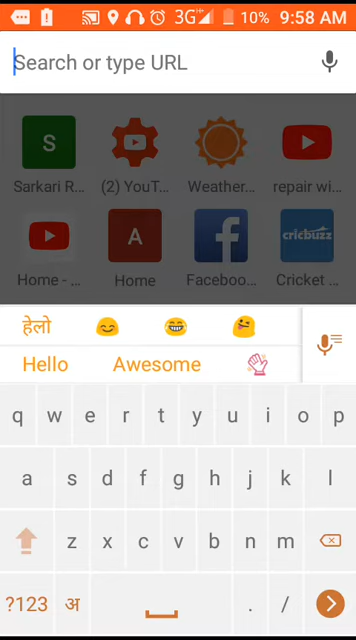 3G 10% 9:58 AM
Search or type URL
S
Sarkari R... (2) YouT... Weather... repair wi...
A f cricbuzz
Home - ... Home Faceboo... Cricket ...
हेलो
Hello Awesome
q w e r t y u i o p
a s d f g h j k l
z x c v b n m
?123 अ . /